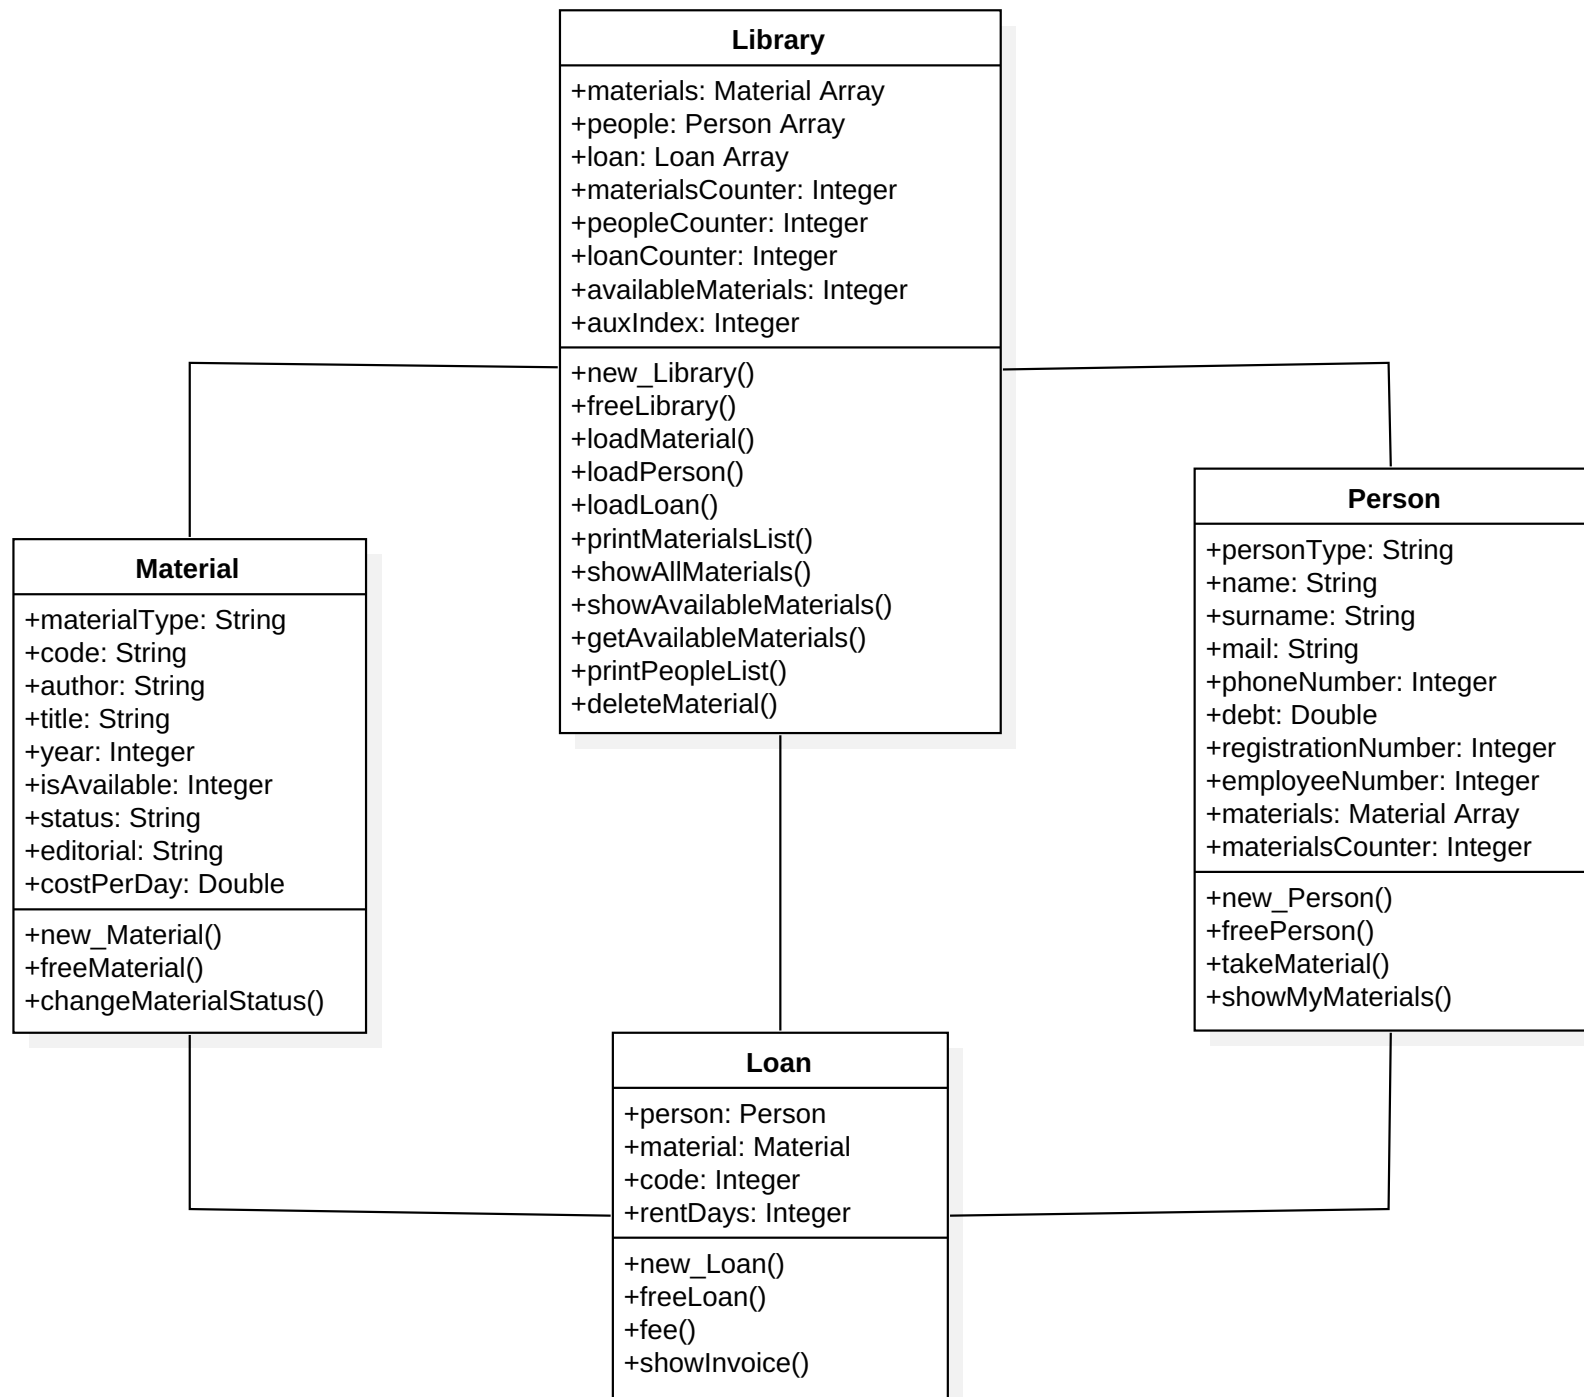 Library
+materials: Material Array
+people: Person Array
+loan: Loan Array
+materialsCounter: Integer
+peopleCounter: Integer
+loanCounter: Integer
+availableMaterials: Integer
+auxIndex: Integer
+new_Library()
+freeLibrary()
+loadMaterial()
+loadPerson()
+loadLoan()
+printMaterialsList()
+showAllMaterials()
+showAvailableMaterials()
+getAvailableMaterials()
+printPeopleList()
+deleteMaterial()
Material
+materialType: String
+code: String
+author: String
+title: String
+year: Integer
+isAvailable: Integer
+status: String
+editorial: String
+costPerDay: Double
+new_Material()
+freeMaterial()
+changeMaterialStatus()
Person
+personType: String
+name: String
+surname: String
+mail: String
+phoneNumber: Integer
+debt: Double
+registrationNumber: Integer
+employeeNumber: Integer
+materials: Material Array
+materialsCounter: Integer
+new_Person()
+freePerson()
+takeMaterial()
+showMyMaterials()
Loan
+person: Person
+material: Material
+code: Integer
+rentDays: Integer
+new_Loan()
+freeLoan()
+fee()
+showInvoice()